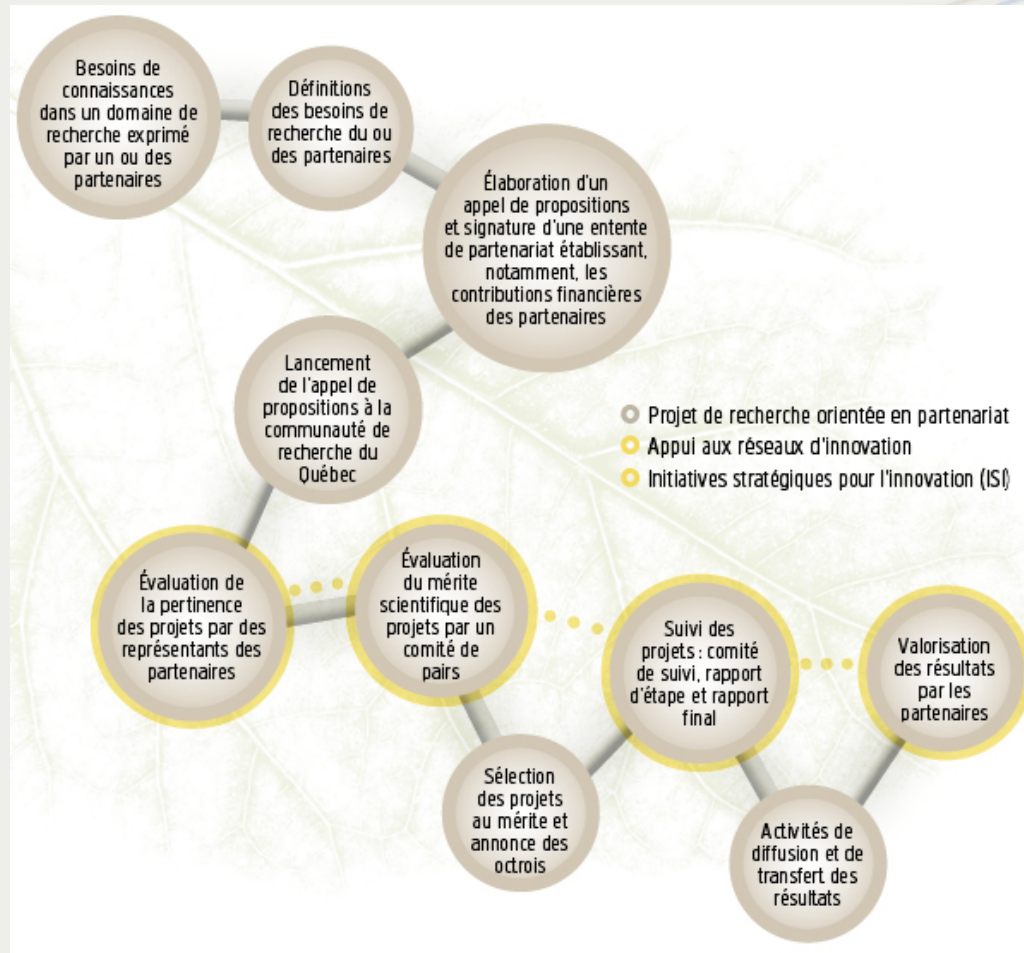 Besoins de
connaissances
dans un domaine de
recherche exprimé
par un ou des
partenaires
Définitions
des besoins de
recherche du ou
des partenaires
Élaboration d'un
appel de propositions
et signature d'une entente
de partenariat établissant,
notamment, les
contributions financières
des partenaires
Lancement
de l'appel de
propositions à la
communauté de
recherche du
Québec
Projet de recherche orientée en partenariat
Appui aux réseaux d'innovation
Initiatives stratégiques pour l'innovation (ISI)
Évaluation de
la pertinence
des projets par des
représentants des
partenaires
Évaluation
du mérite
scientifique des
projets par un
comité de
pairs
Sélection
des projets
au mérite et
annonce des
octrois
Suivi des
projets : comité
de suivi, rapport
d'étape et rapport
final
Activités de
diffusion et de
transfert des
résultats
Valorisation
des résultats
par les
partenaires